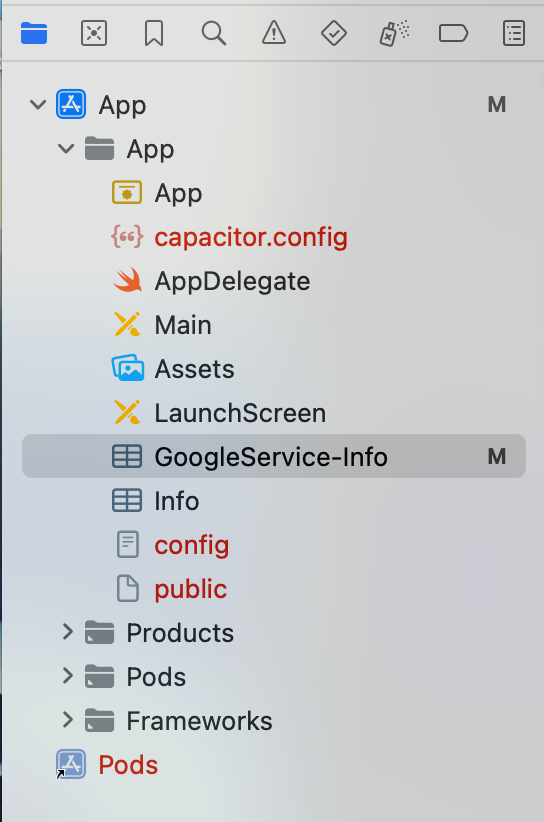 App M
App
App
capacitor.config
AppDelegate
Main
Assets
LaunchScreen
GoogleService-Info M
Info
config
public
Products
Pods
Frameworks
Pods